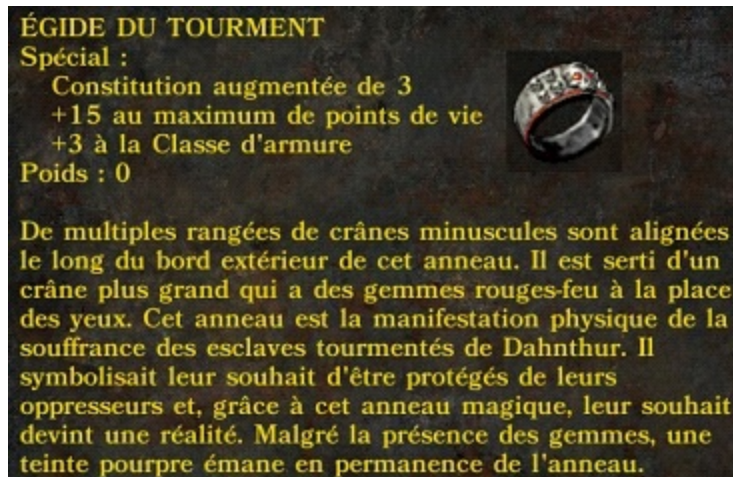 ÉGIDE DU TOURMENT
Spécial :
Constitution augmentée de 3
+15 au maximum de points de vie
+3 à la Classe d'armure
Poids : 0
De multiples rangées de crânes minuscules sont alignées
le long du bord extérieur de cet anneau. Il est serti d'un
crâne plus grand qui a des gemmes rouges-feu à la place
des yeux. Cet anneau est la manifestation physique de la
souffrance des esclaves tourmentés de Dahnthur. Il
symbolisait leur souhait d'être protégés de leurs
oppresseurs et, grâce à cet anneau magique, leur souhait
devint une réalité. Malgré la présence des gemmes, une
teinte pourpre émane en permanence de l'anneau.